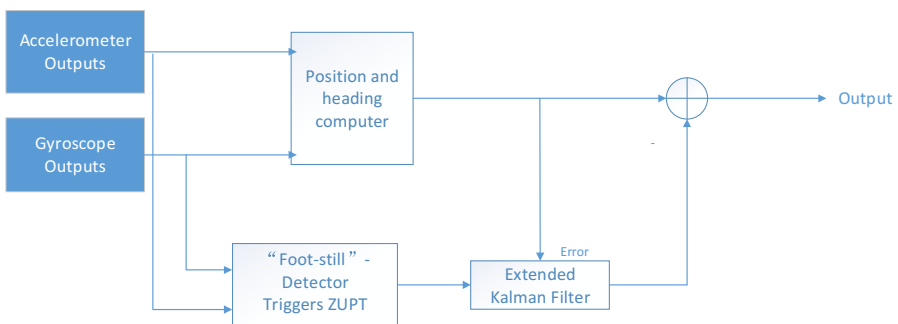 Accelerometer
Outputs
Position and
heading
computer
Output
Gyroscope
Outputs
-
“Foot-still” -
Detector
Triggers ZUPT
Error
Extended
Kalman Filter